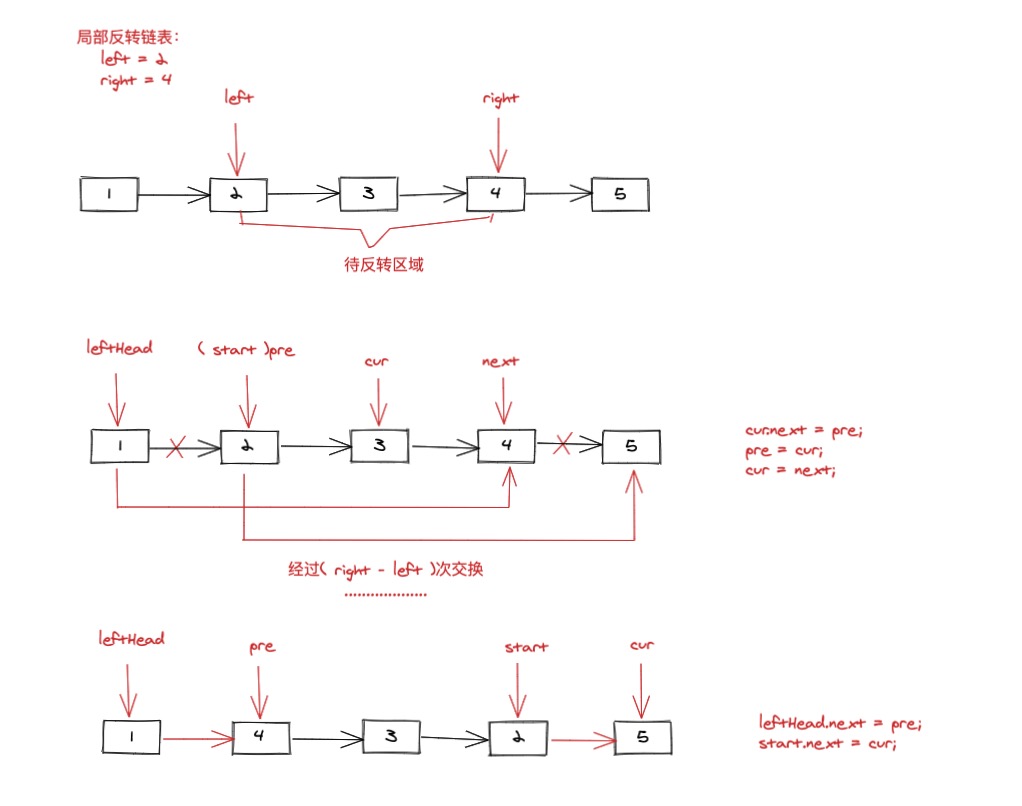 局部反转链表:
left = 2
right = 4
left
right
1
2
3
4
5
待反转区域
leftHead
( start )pre
cur
next
1
2
3
4
5
cur.next = pre;
pre = cur;
cur = next;
经过( right - left )次交换
...................
leftHead
pre
start
cur
1
4
3
2
5
leftHead.next = pre;
start.next = cur;